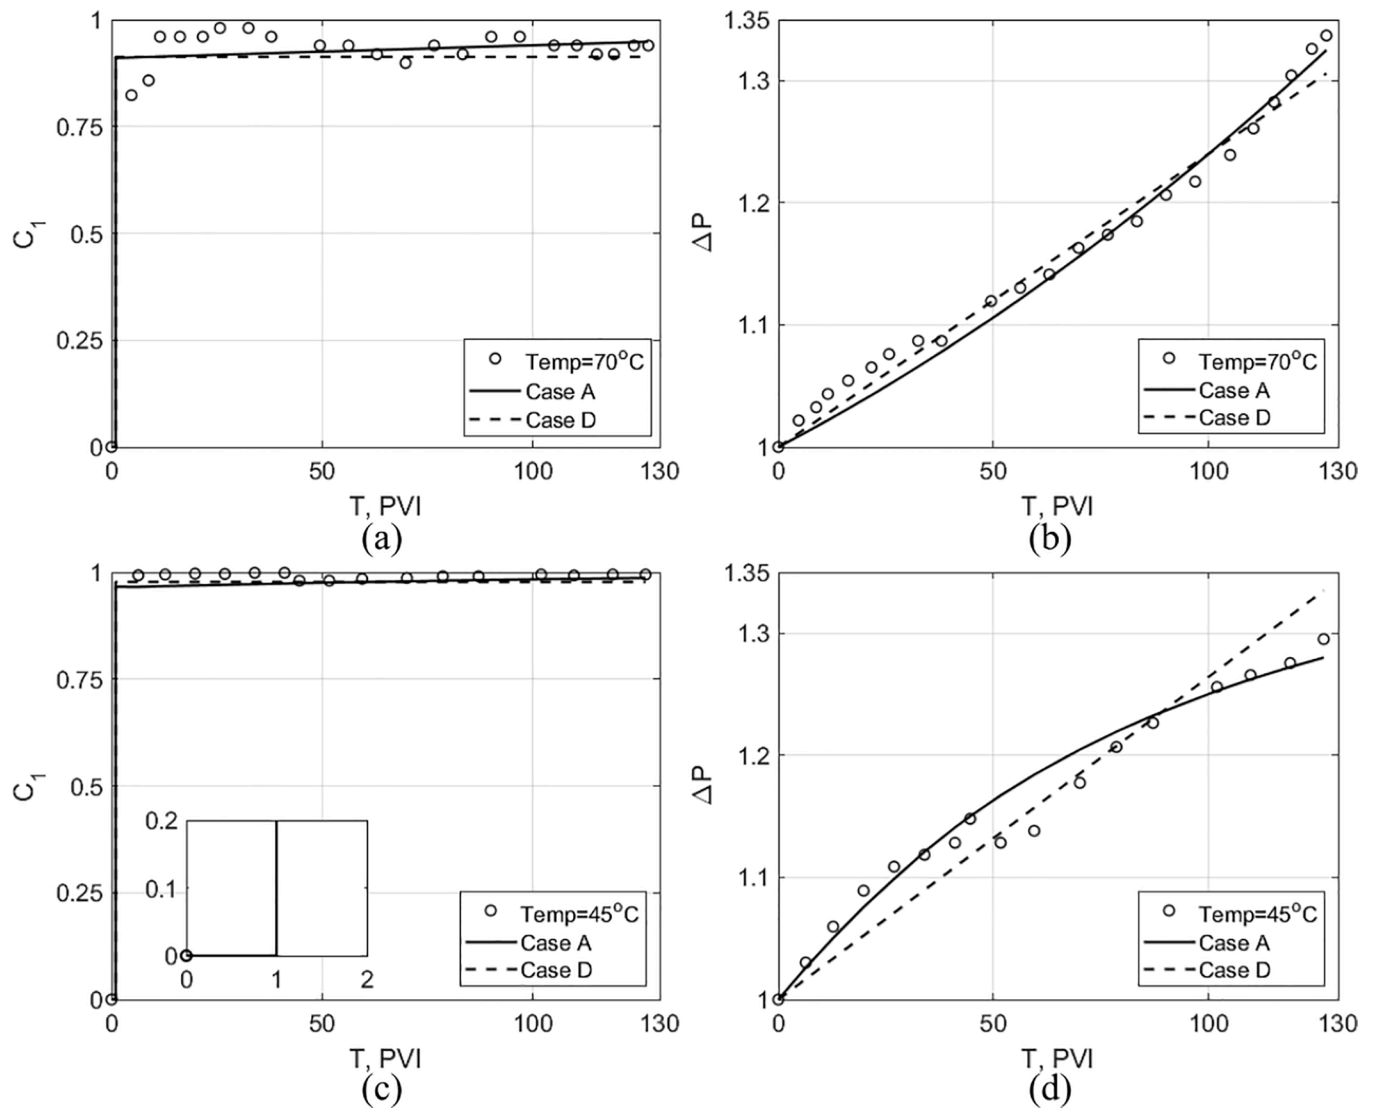 1
0.75
0.5
0.25
0
C1
0 50 100 130
T, PVI
Temp=70°C
Case A
Case D
(a)
1.35
1.3
1.2
1.1
1
ΔP
0 50 100 130
T, PVI
Temp=70°C
Case A
Case D
(b)
1
0.75
0.5
0.25
0
C1
0.2
0.1
0
0 1 2
0 50 100 130
T, PVI
Temp=45°C
Case A
Case D
(c)
1.35
1.3
1.2
1.1
1
ΔP
0 50 100 130
T, PVI
Temp=45°C
Case A
Case D
(d)